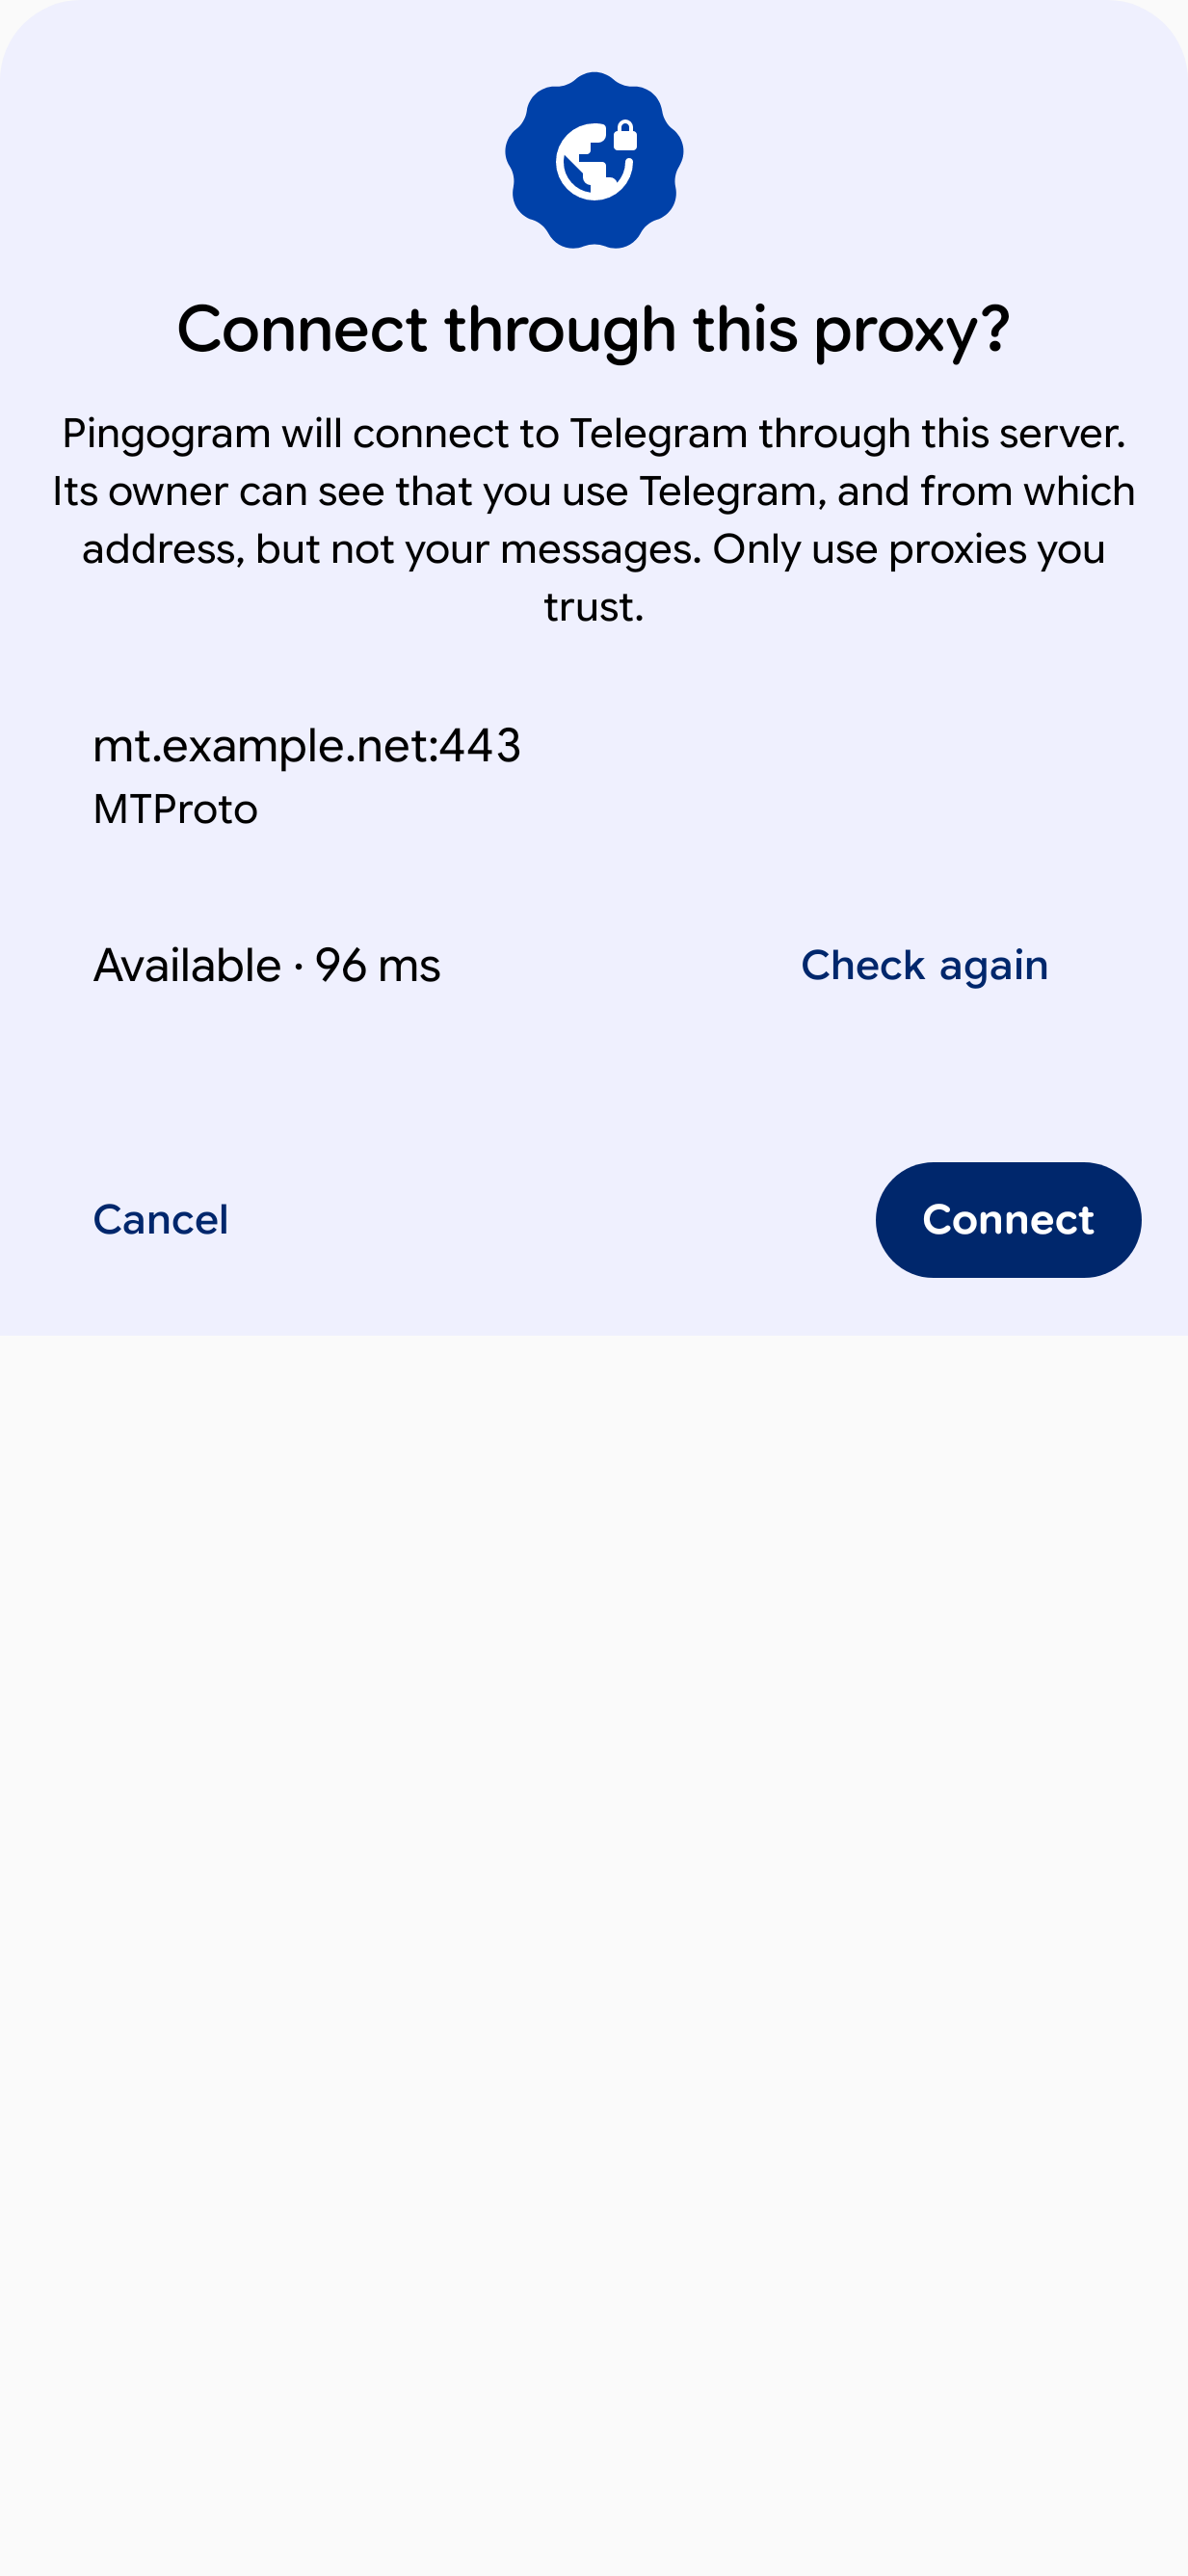 Connect through this proxy?
Pingogram will connect to Telegram through this server.
Its owner can see that you use Telegram, and from which
address, but not your messages. Only use proxies you
trust.
mt.example.net:443
MTProto
Available · 96 ms
Check again
Cancel
Connect